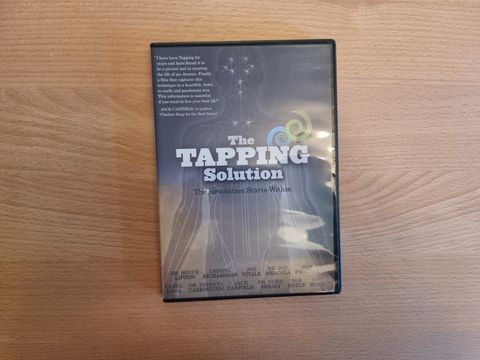 "I have been Tapping for
years and have found it to
be a pivotal tool in creating
the life of my dreams. Finally
a film that captures this
technique in a heartfelt, down
to earth and passionate way.
This information is essential
if you want to live your best life!"
JACK CANFIELD, co-author
"Chicken Soup for the Soul Series"
The
TAPPING
Solution
The Revolution Starts Within
DR. BRUCE LIPTON
CHERYL RICHARDSON
JOE VITALE
DR. JOE MERCOLA
BOB
CAROL LOOK
DR. PATRICIA CARRINGTON
JACK CANFIELD
DR. NORM SHEALY
BOB DOYLE